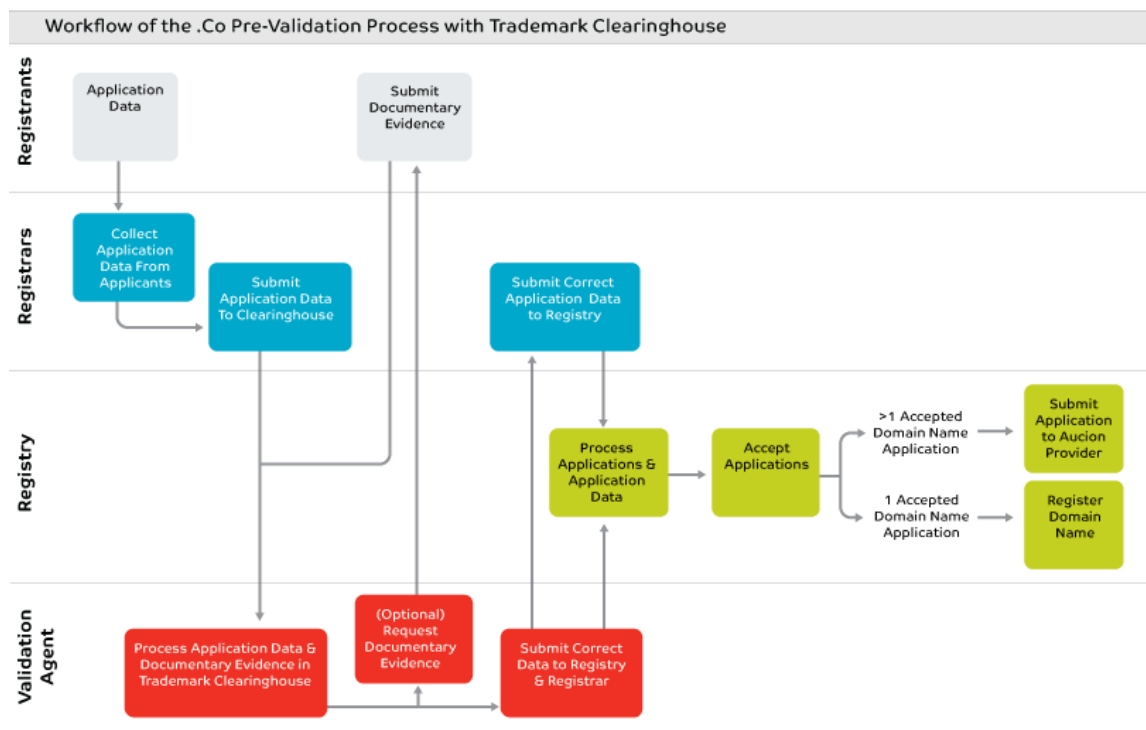 Workflow of the .Co Pre-Validation Process with Trademark Clearinghouse
Registrants
Application
Data
Submit
Documentary
Evidence
Registrars
Collect
Application
Data From
Applicants
Submit
Application Data
To Clearinghouse
Submit Correct
Application Data
to Registry
Registry
Process
Applications &
Application
Data
Accept
Applications
>1 Accepted
Domain Name
Application
Submit
Application
to Aucion
Provider
1 Accepted
Domain Name
Application
Register
Domain
Name
Validation
Agent
Process Application Data &
Documentary Evidence in
Trademark Clearinghouse
(Optional)
Request
Documentary
Evidence
Submit Correct
Data to Registry
& Registrar